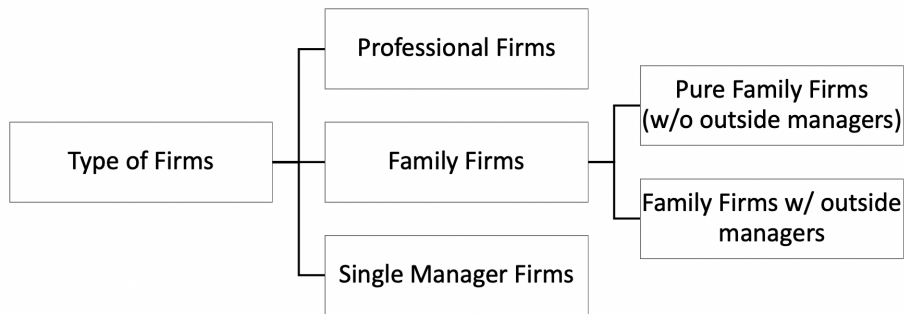 Professional Firms
Pure Family Firms
(w/o outside managers)
Type of Firms
Family Firms
Family Firms w/ outside
managers
Single Manager Firms